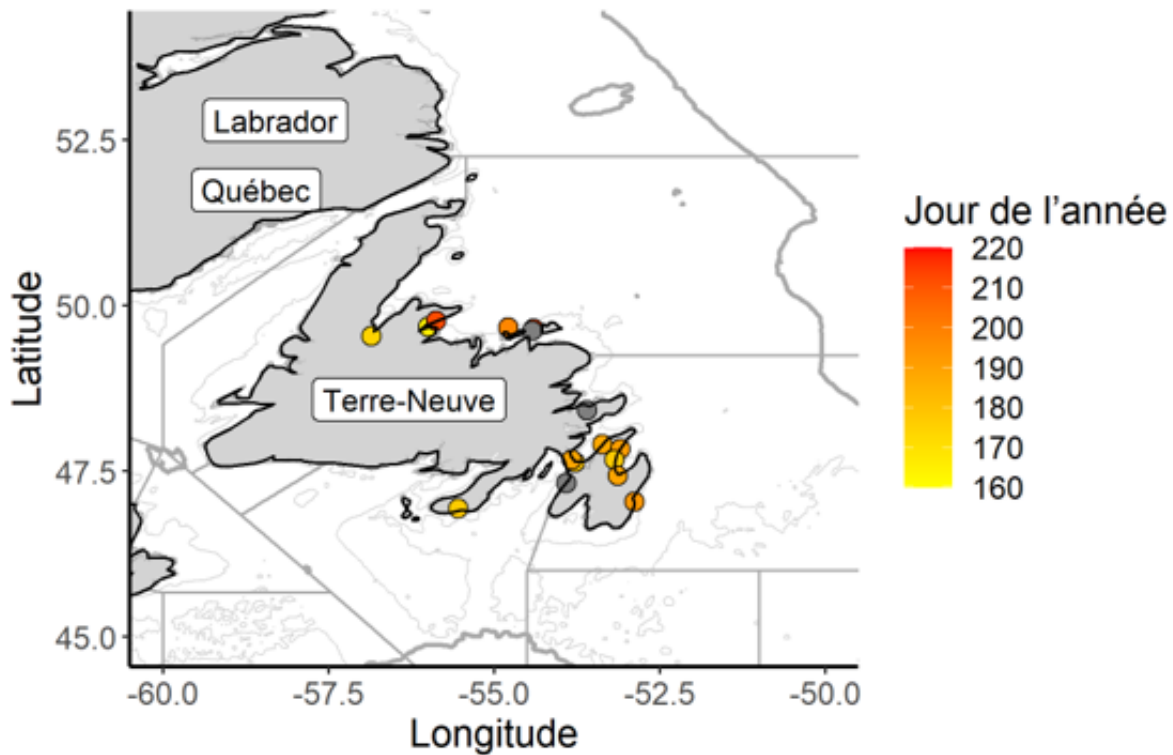 Labrador
Québec
Terre-Neuve
52.5
50.0
47.5
45.0
Latitude
-60.0 -57.5 -55.0 -52.5 -50.0
Longitude
Jour de l'année
220
210
200
190
180
170
160